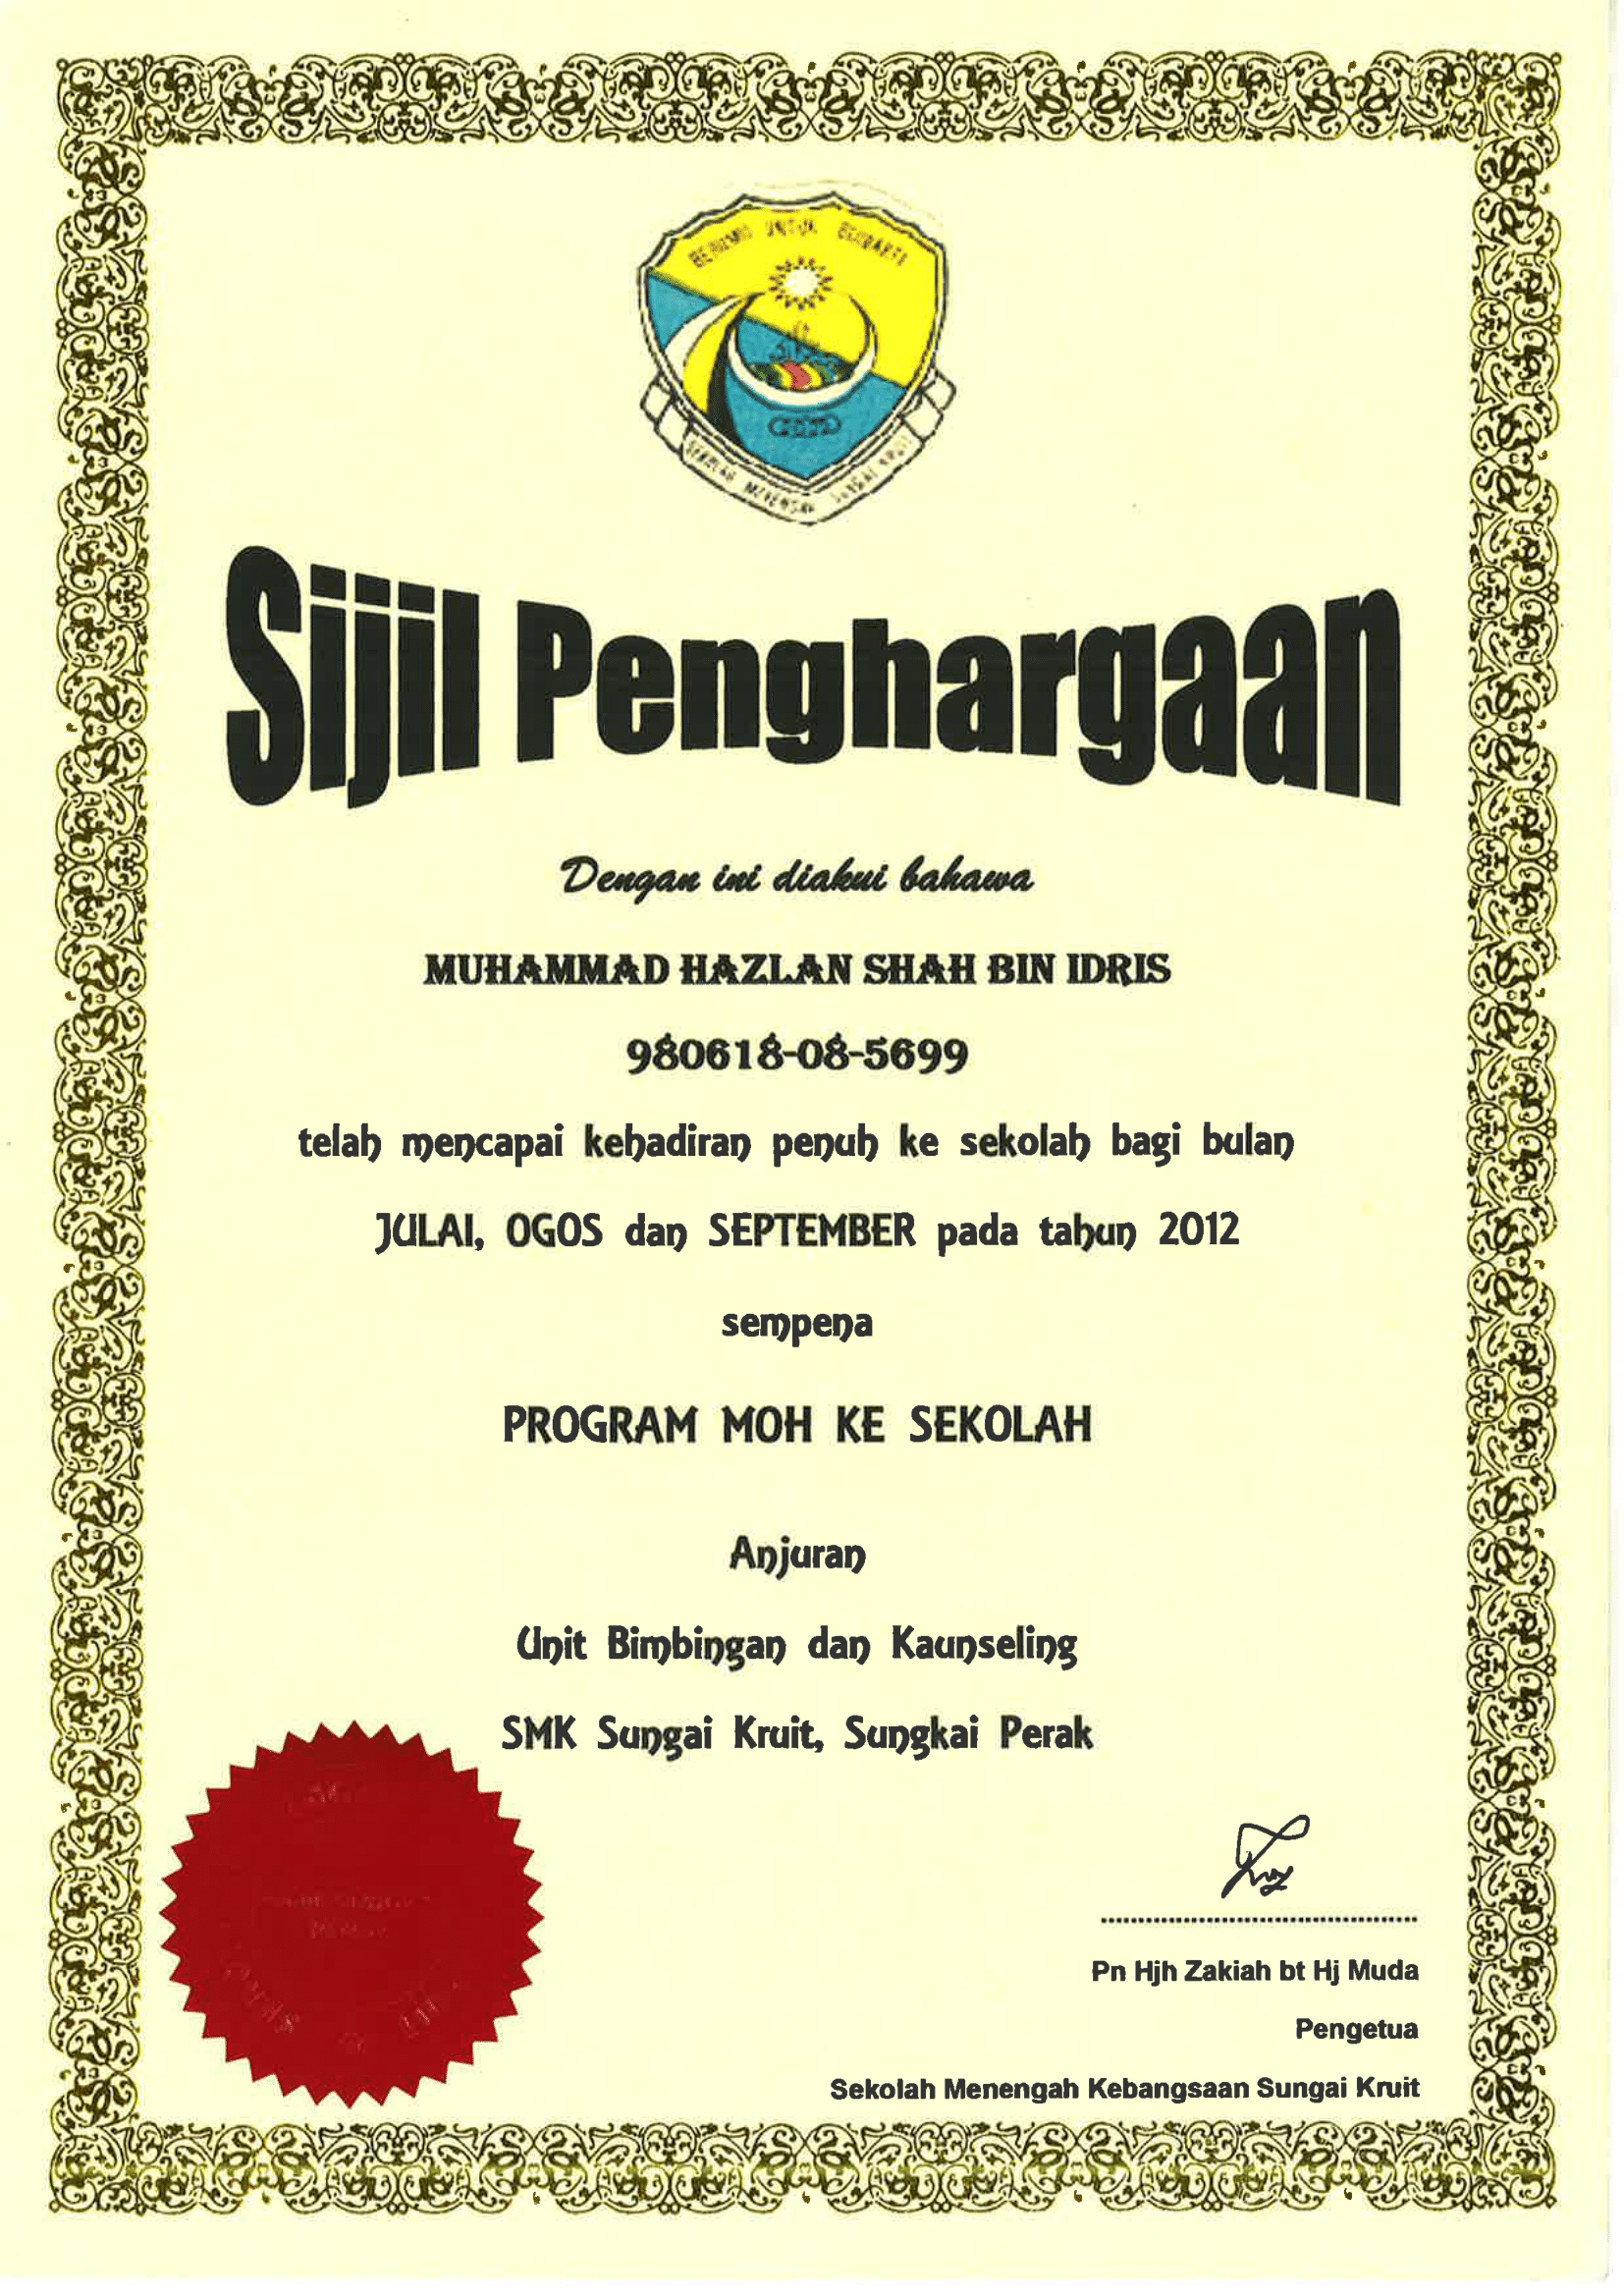 BERILMU UNTUK BERBAKTI
SEKOLAH MENENGAH SUNGAI KRUIT
Sijil Penghargaan
Dengan ini diakui bahawa
MUHAMMAD HAZLAN SHAH BIN IDRIS
980618-08-5699
telah mencapai kehadiran penuh ke sekolah bagi bulan
JULAI, OGOS dan SEPTEMBER pada tahun 2012
sempena
PROGRAM MOH KE SEKOLAH
Anjuran
Unit Bimbingan dan Kaunseling
SMK Sungai Kruit, Sungkai Perak
Pn Hjh Zakiah bt Hj Muda
Pengetua
Sekolah Menengah Kebangsaan Sungai Kruit